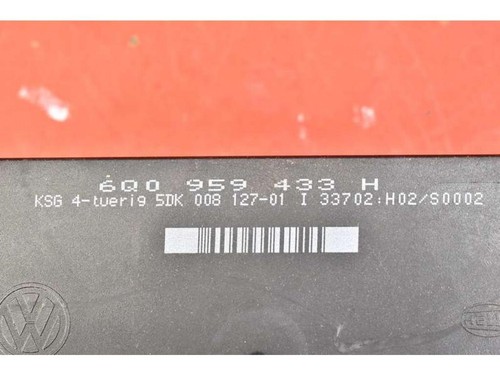 6Q0 959 433 H
KSG 4-tuerig 5DK 008 127-01 I 33702:H02/S0002